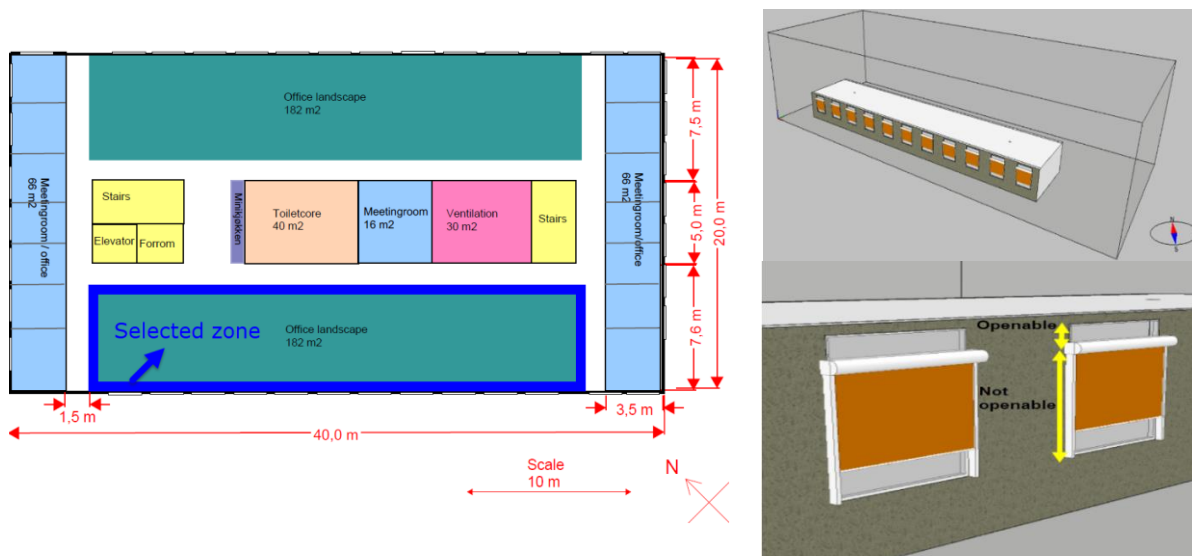 Office landscape
182 m2
Meetingroom / office
66 m2
Stairs
Elevator
Forrom
Minikjøkken
Toiletcore
40 m2
Meetingroom
16 m2
Ventilation
30 m2
Stairs
Meetingroom/office
66 m2
7,5 m
5,0 m
20,0 m
7,6 m
Selected zone
Office landscape
182 m2
1,5 m
3,5 m
40,0 m
Scale
10 m
N
N
S
Openable
Not
openable